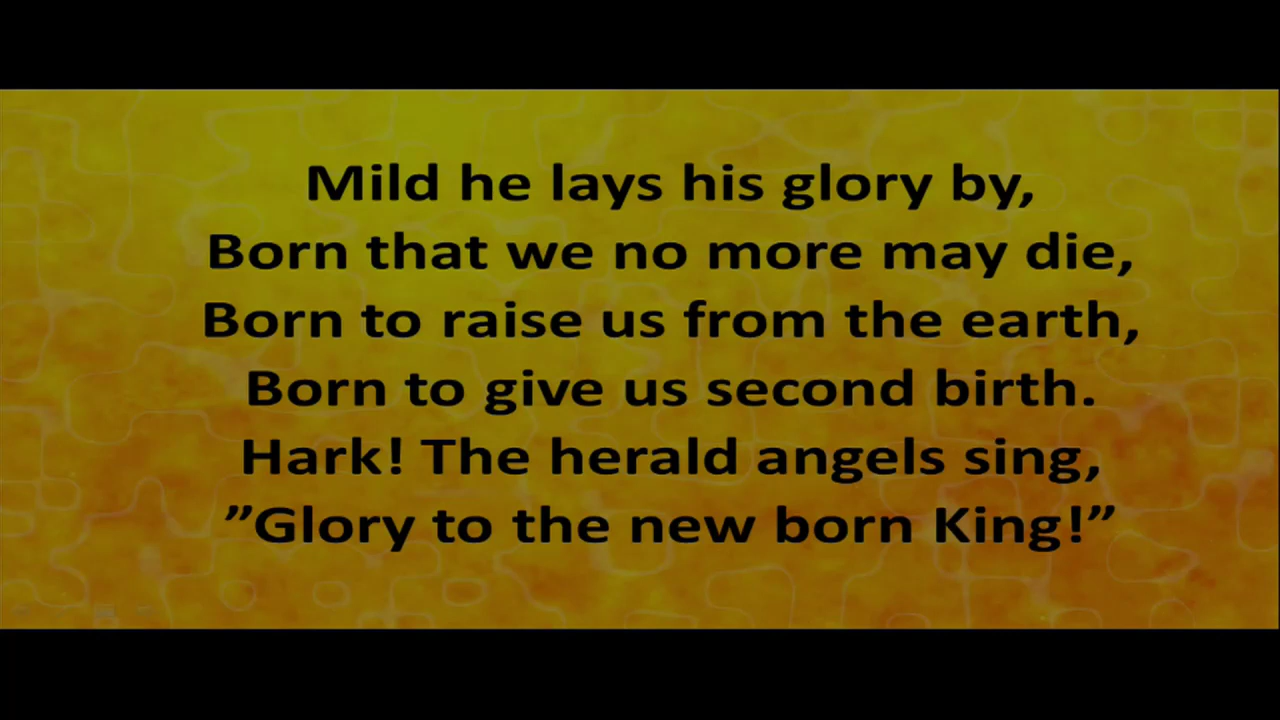 Mild he lays his glory by,
Born that we no more may die,
Born to raise us from the earth,
Born to give us second birth.
Hark! The herald angels sing,
”Glory to the new born King!”